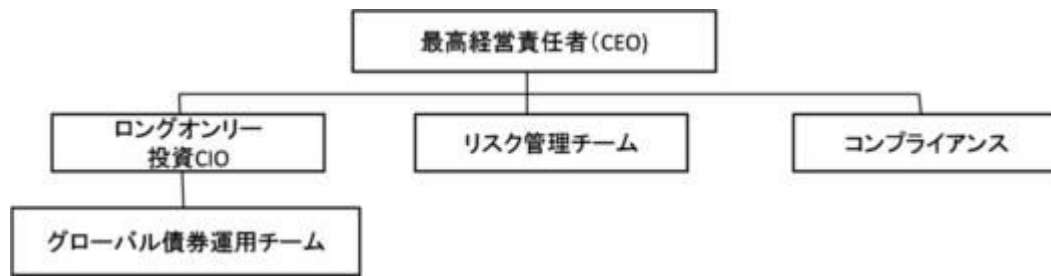 最高経営責任者(CEO)
ロングオンリー
投資CIO
リスク管理チーム
コンプライアンス
グローバル債券運用チーム